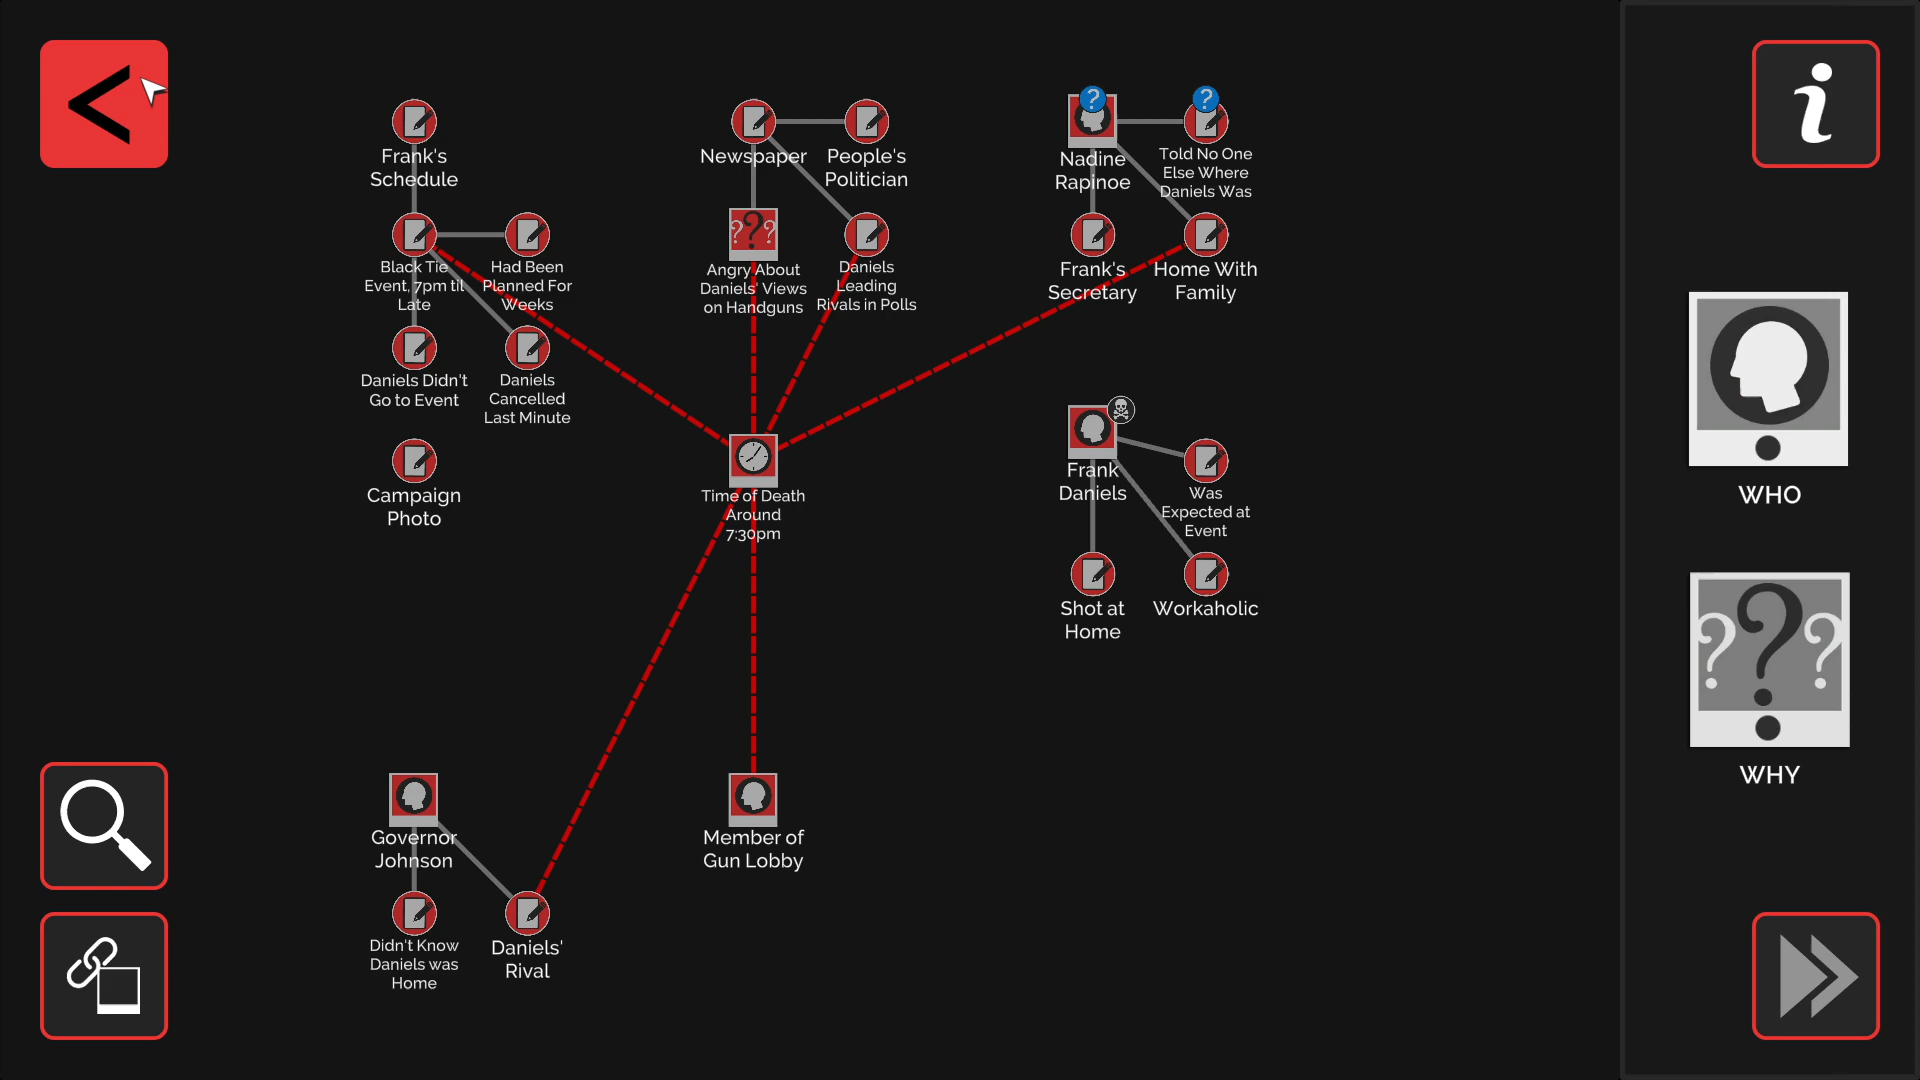 <
i
Frank's
Schedule
Newspaper
People's
Politician
Nadine
Rapinoe
?
?
Told No One
Else Where
Daniels Was
Black Tie
Event, 7pm til
Late
Had Been
Planned For
Weeks
???
Angry About
Daniels' Views
on Handguns
Daniels
Leading
Rivals in Polls
Frank's
Secretary
Home With
Family
Daniels Didn't
Go to Event
Daniels
Cancelled
Last Minute
Campaign
Photo
Time of Death
Around
7:30pm
Frank
Daniels
Was
Expected at
Event
Shot at
Home
Workaholic
WHO
???
WHY
Governor
Johnson
Member of
Gun Lobby
Didn't Know
Daniels was
Home
Daniels'
Rival